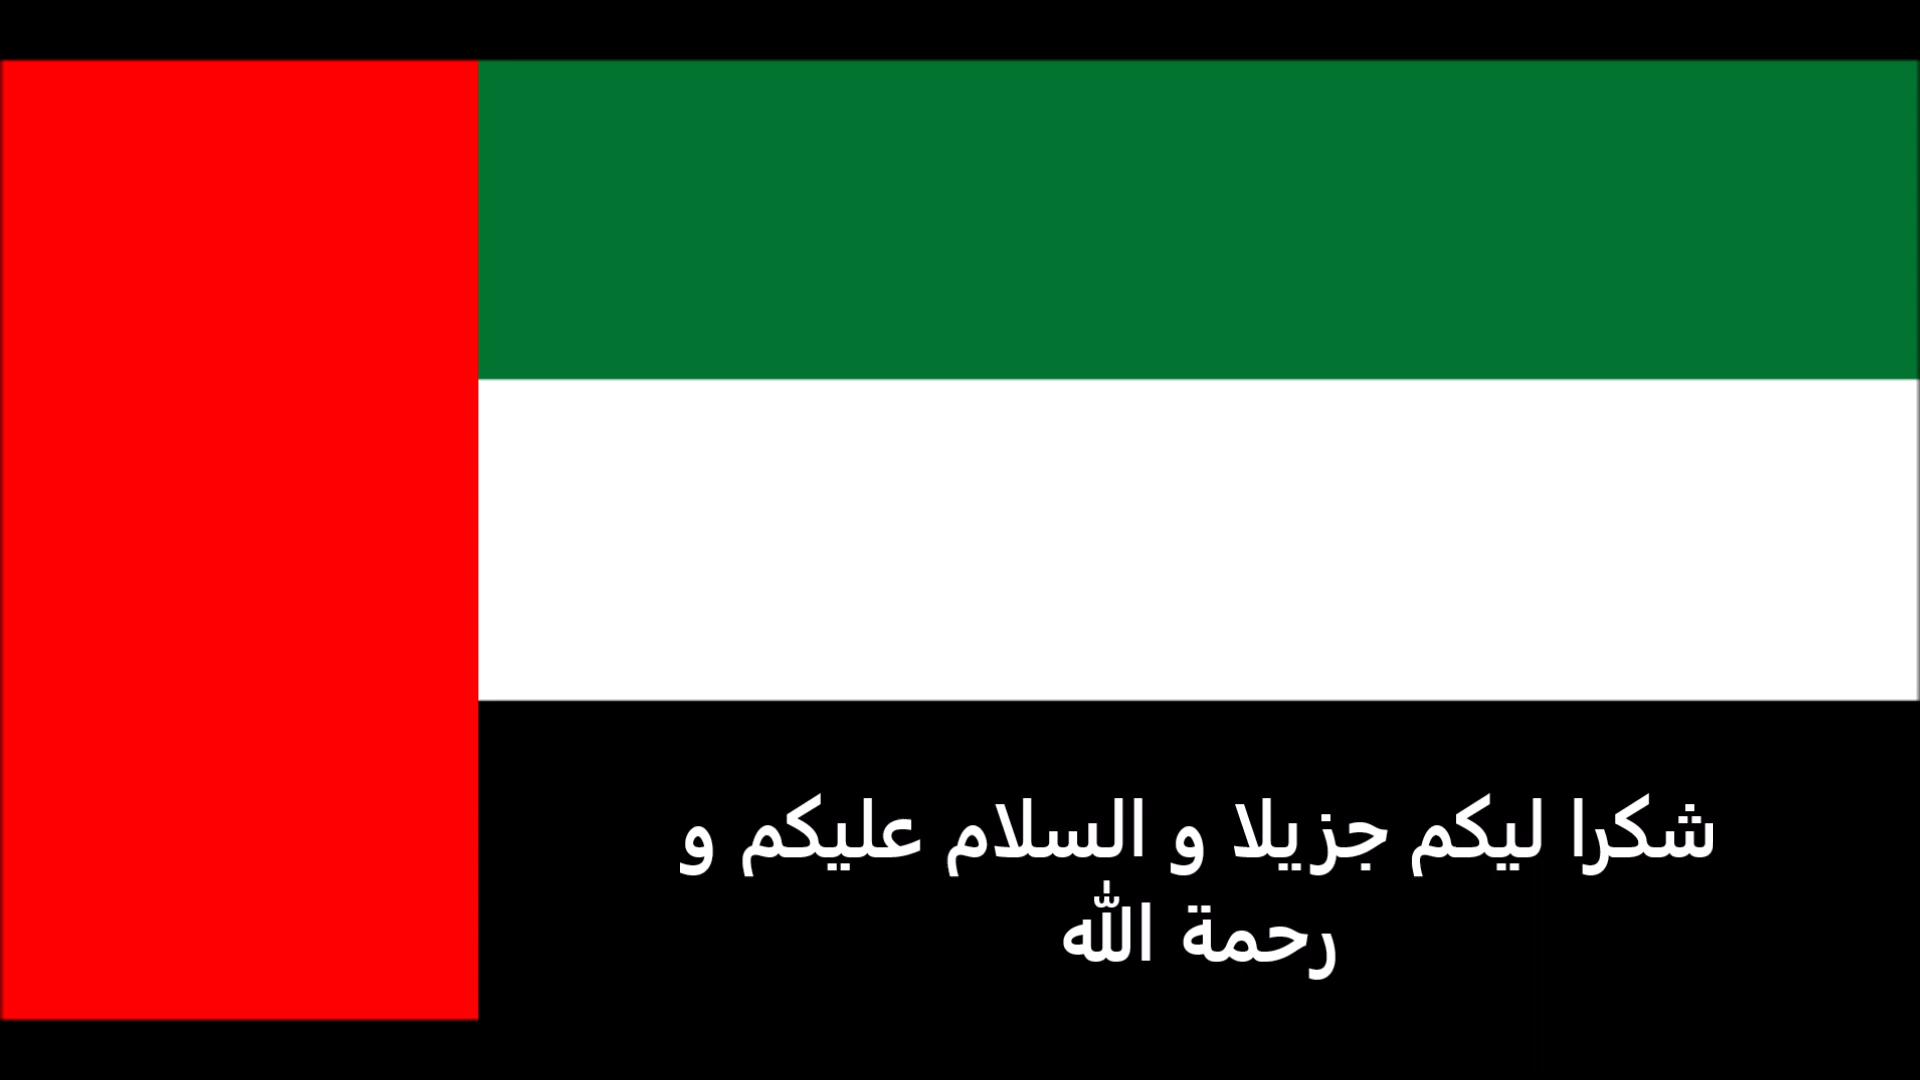 شكرا ليكم جزيلا و السلام عليكم و
رحمة الله